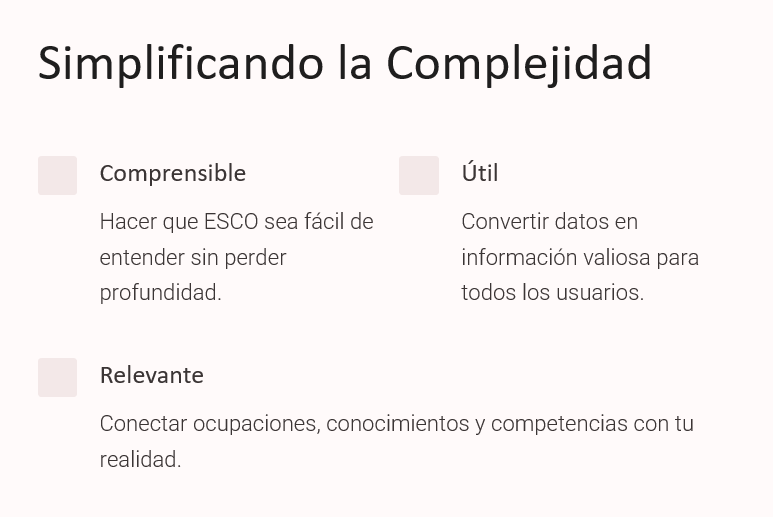 Simplificando la Complejidad
Comprensible
Hacer que ESCO sea fácil de
entender sin perder
profundidad.
Útil
Convertir datos en
información valiosa para
todos los usuarios.
Relevante
Conectar ocupaciones, conocimientos y competencias con tu
realidad.